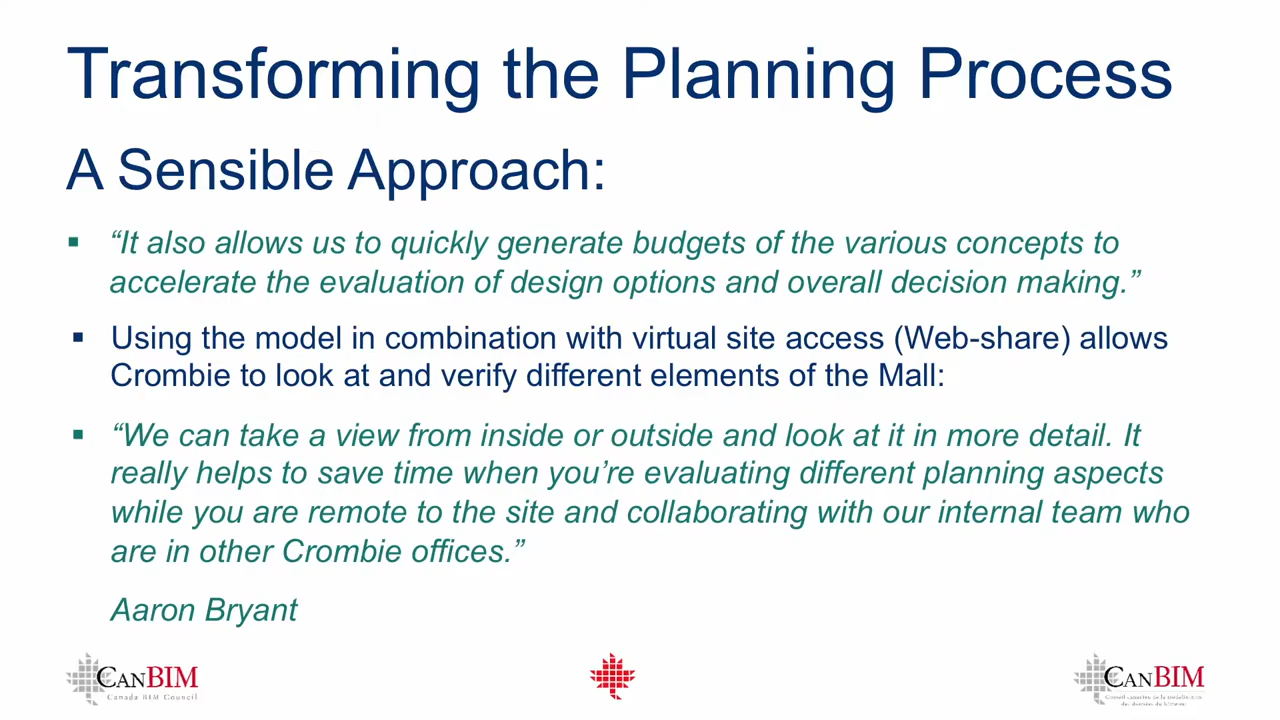 Transforming the Planning Process
A Sensible Approach:
▪ “It also allows us to quickly generate budgets of the various concepts to
accelerate the evaluation of design options and overall decision making.”
▪ Using the model in combination with virtual site access (Web-share) allows
Crombie to look at and verify different elements of the Mall:
▪ “We can take a view from inside or outside and look at it in more detail. It
really helps to save time when you’re evaluating different planning aspects
while you are remote to the site and collaborating with our internal team who
are in other Crombie offices.”
Aaron Bryant
CANBIM
Canada BIM Council
CANBIM